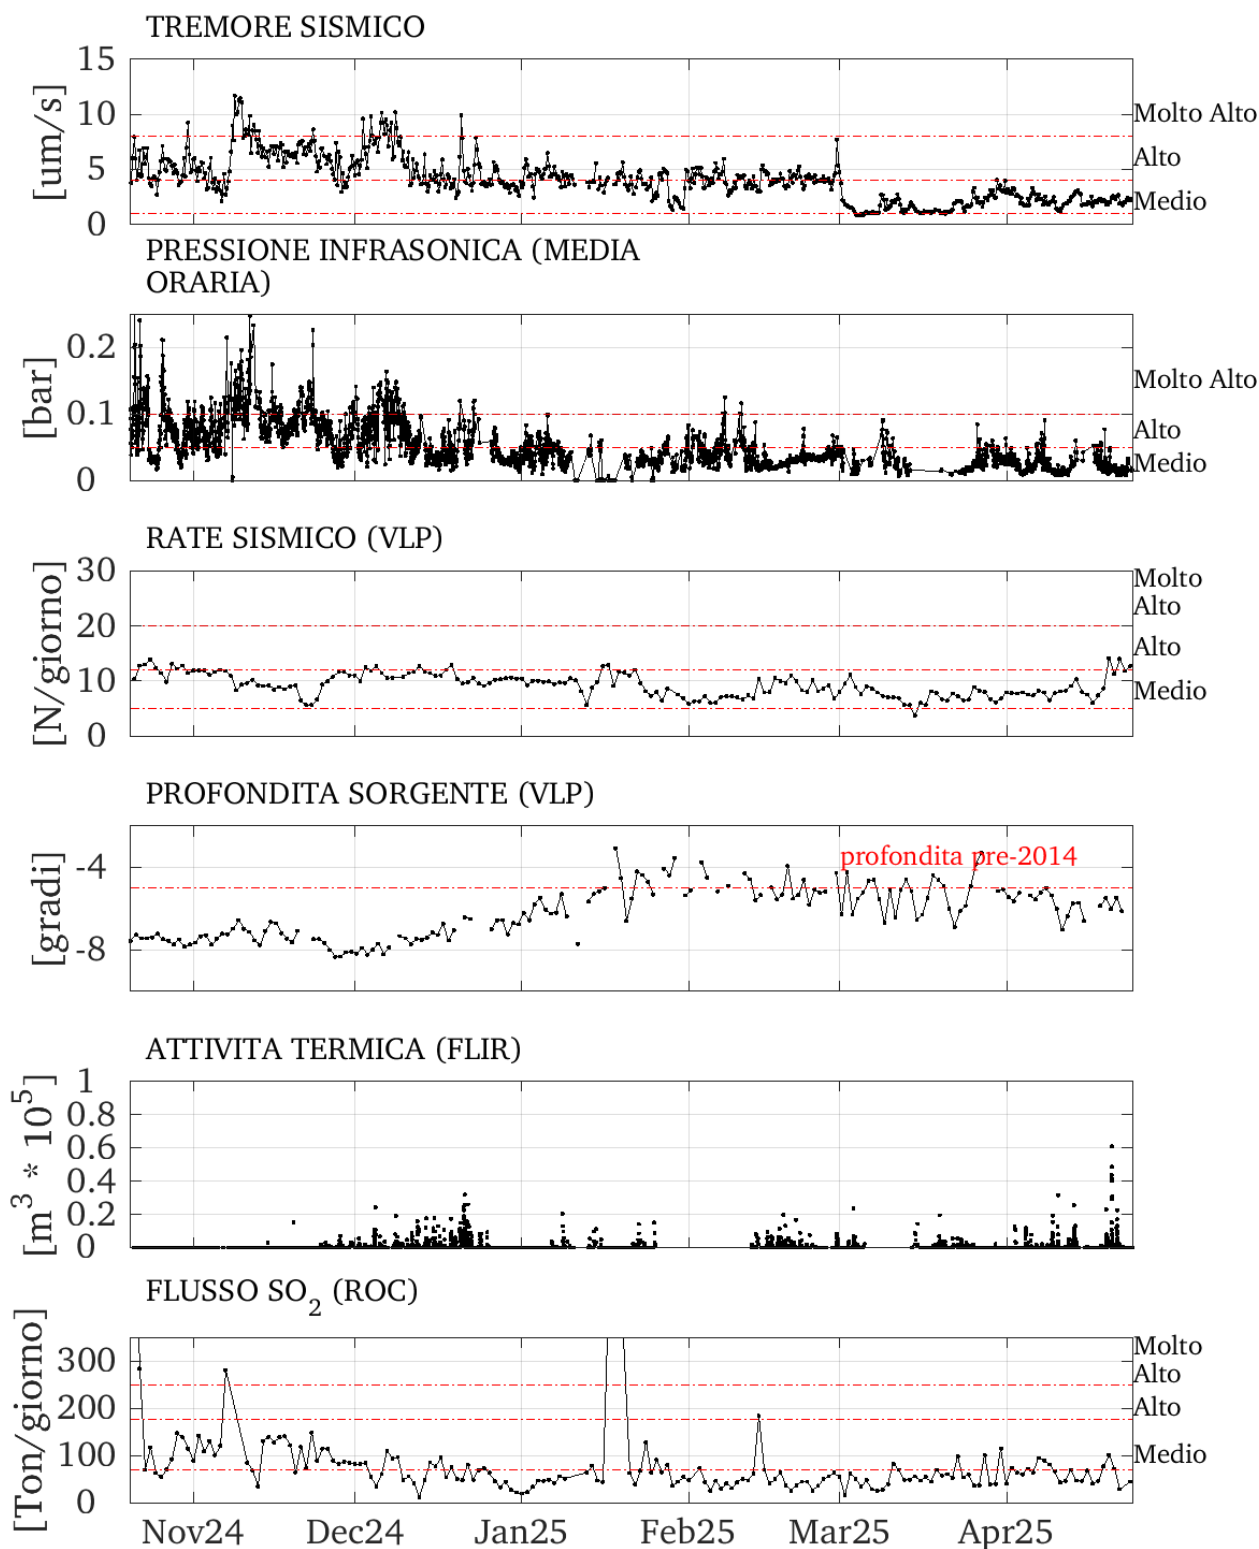 TREMORE SISMICO
[um/s]
15
10
5
0
Molto Alto
Alto
Medio
PRESSIONE INFRASONICA (MEDIA
ORARIA)
[bar]
0.2
0.1
0
Molto Alto
Alto
Medio
RATE SISMICO (VLP)
[N/giorno]
30
20
10
0
Molto
Alto
Alto
Medio
PROFONDITA SORGENTE (VLP)
[gradi]
-4
-8
profondita pre-2014
ATTIVITA TERMICA (FLIR)
[m³ * 10⁵]
1
0.8
0.6
0.4
0.2
0
FLUSSO SO₂ (ROC)
[Ton/giorno]
300
200
100
0
Molto
Alto
Alto
Medio
Nov24 Dec24 Jan25 Feb25 Mar25 Apr25